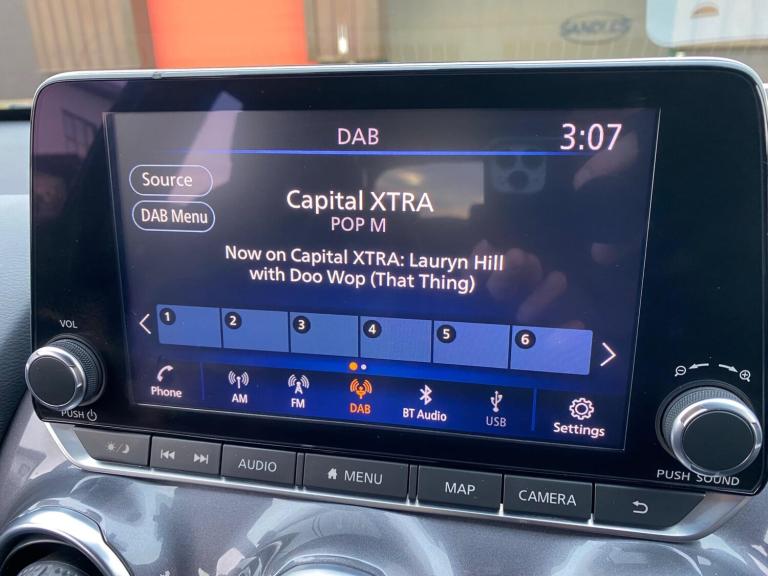 SANDLES
DAB
3:07
Source
DAB Menu
Capital XTRA
POP M
Now on Capital XTRA: Lauryn Hill
with Doo Wop (That Thing)
1 2 3 4 5 6
Phone AM FM DAB BT Audio USB Settings
VOL
PUSH
PUSH SOUND
AUDIO MENU MAP CAMERA